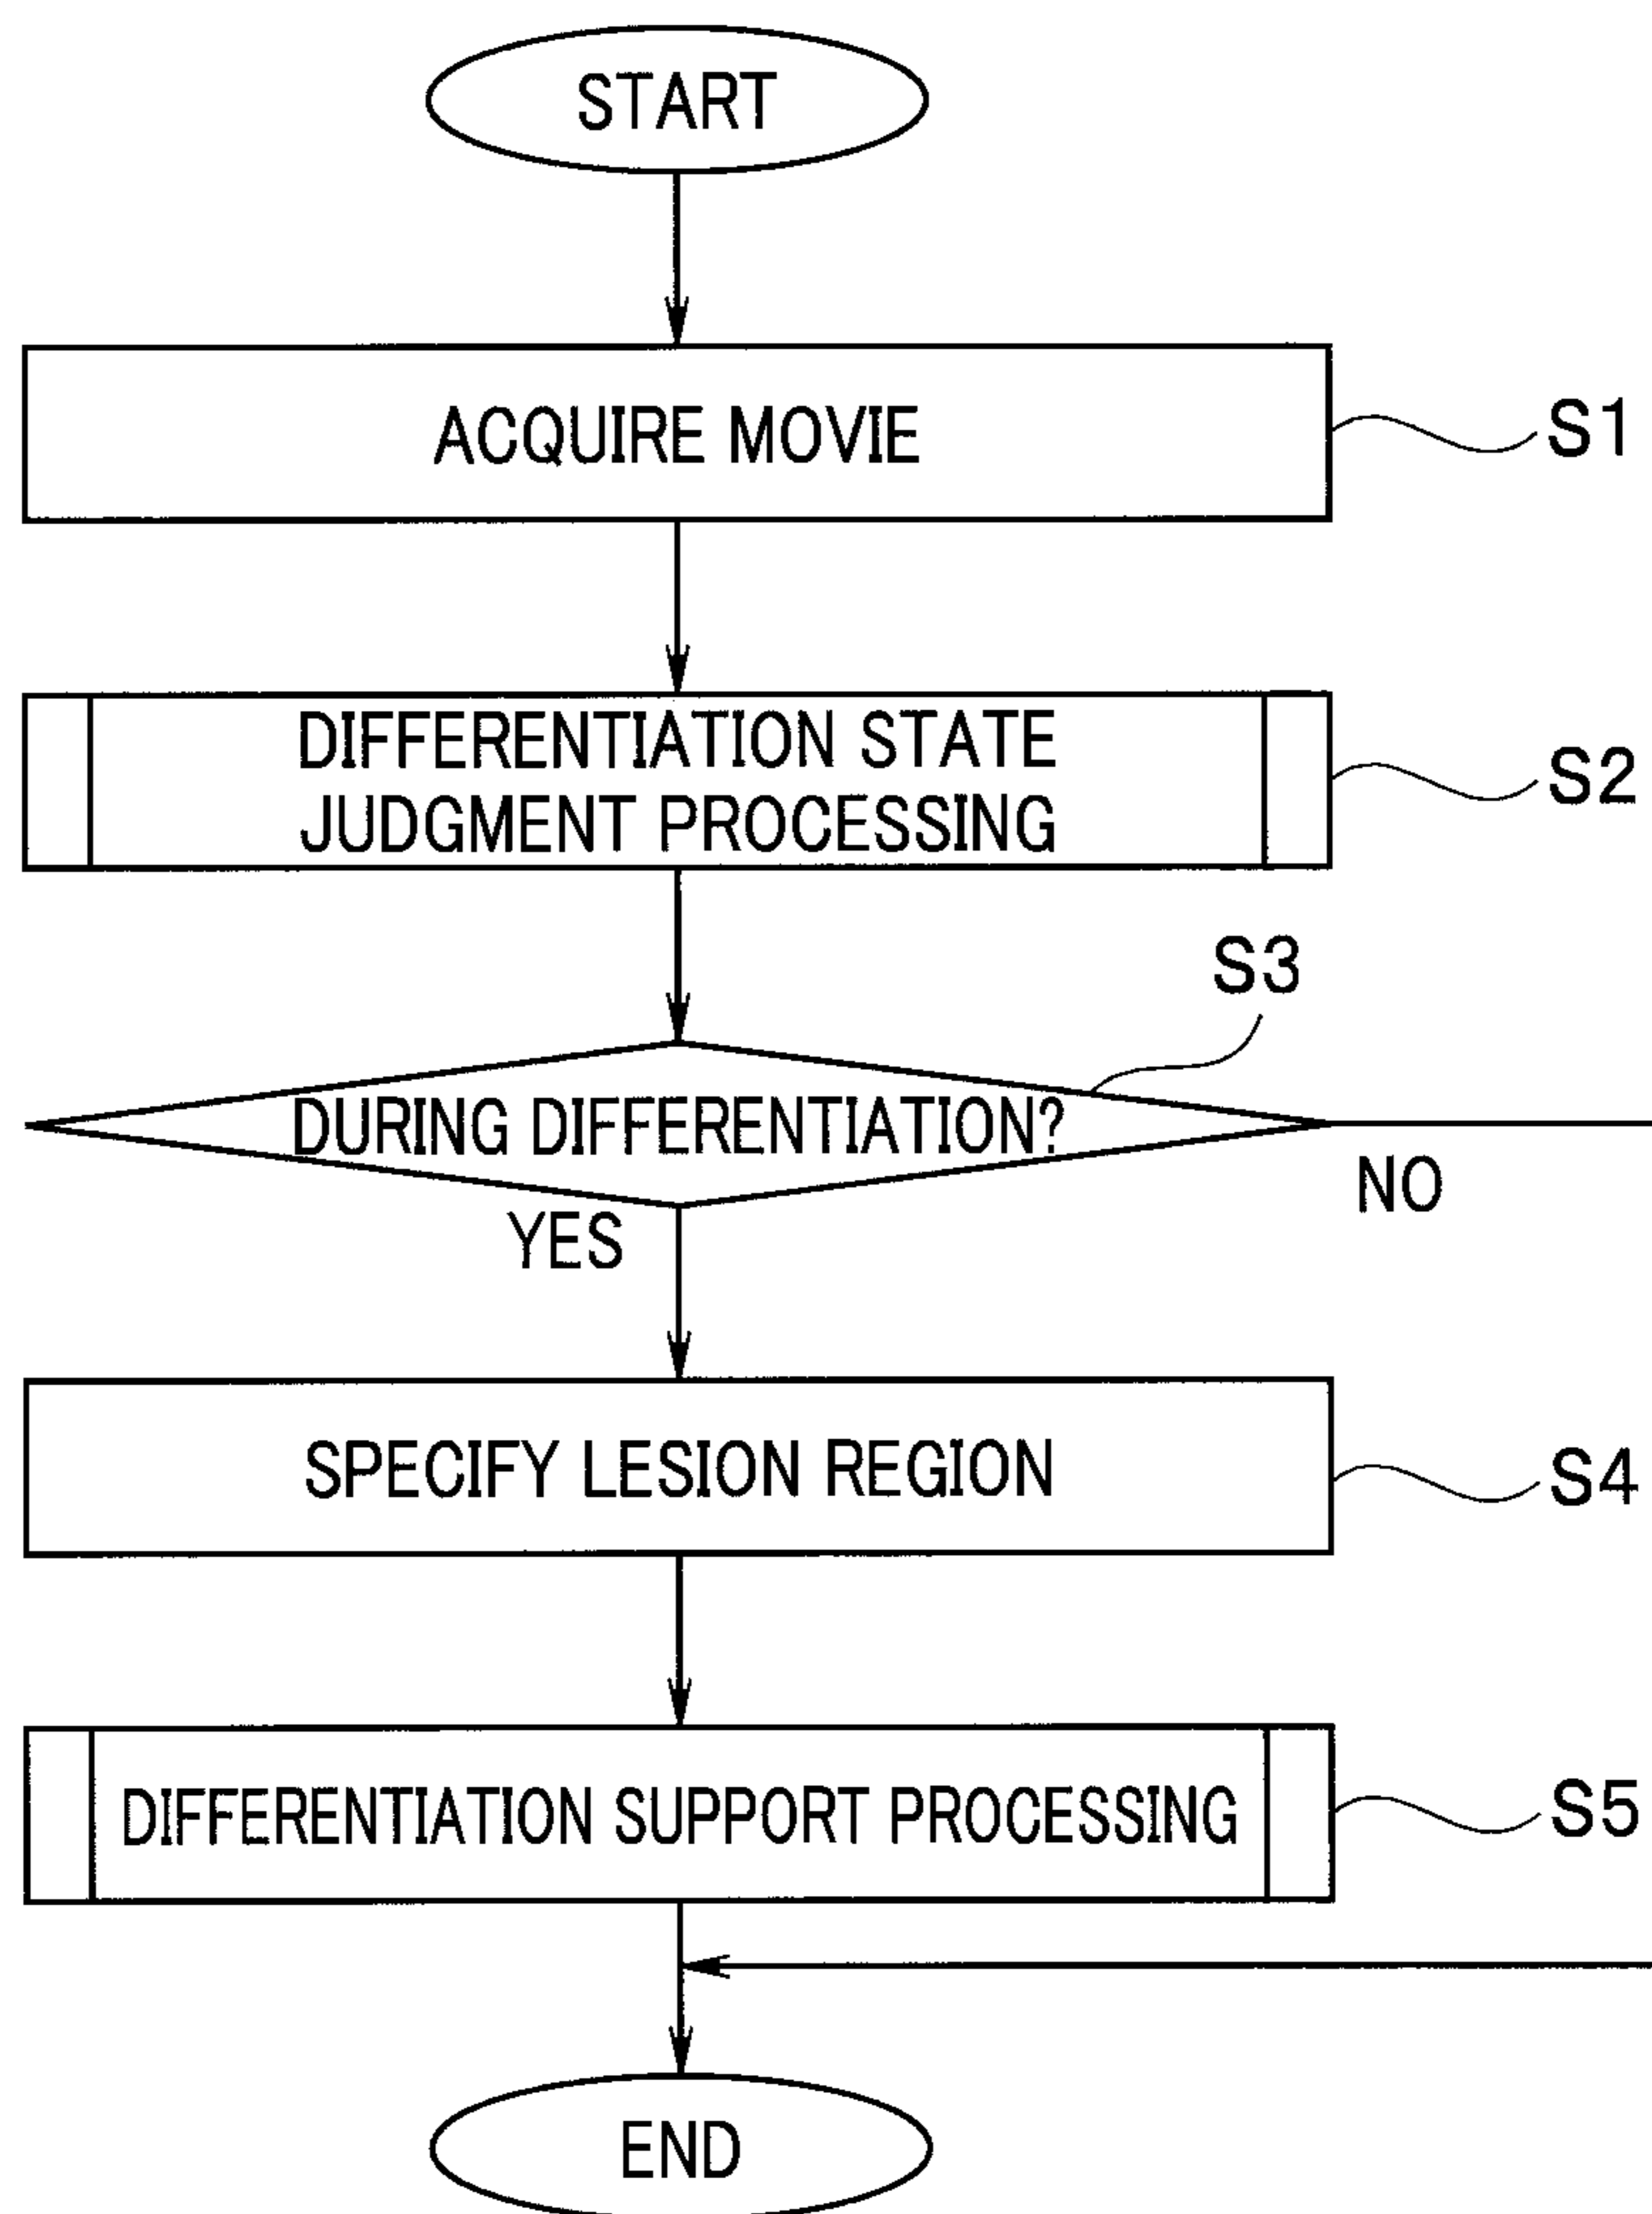 START
ACQUIRE MOVIE
S1
DIFFERENTIATION STATE
JUDGMENT PROCESSING
S2
S3
DURING DIFFERENTIATION?
NO
YES
SPECIFY LESION REGION
S4
DIFFERENTIATION SUPPORT PROCESSING
S5
END